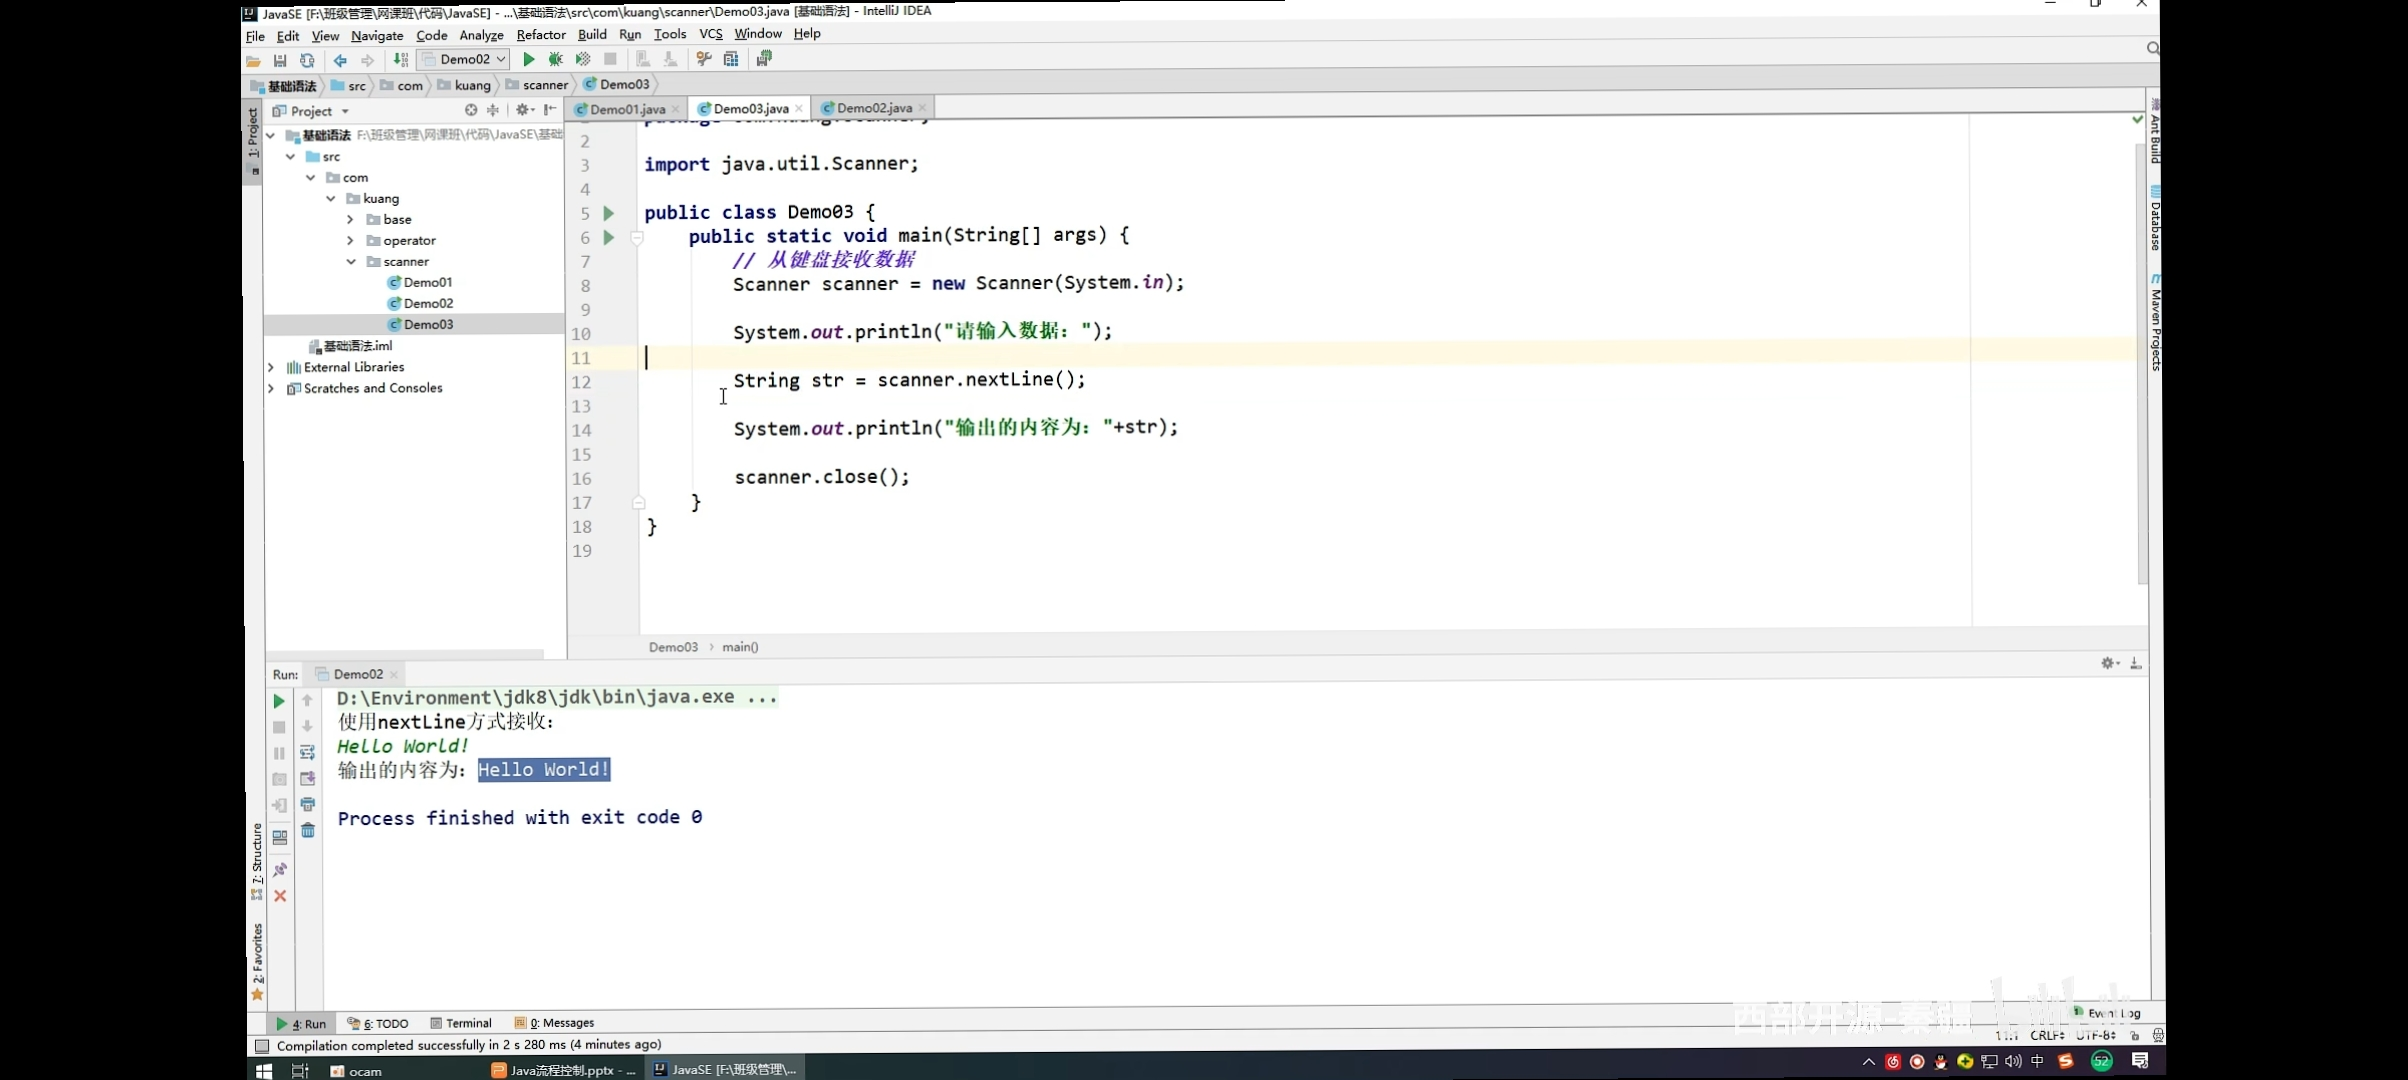 JavaSE [F:\班级管理\网课班\代码\JavaSE] - ...\基础语法\src\com\kuang\scanner\Demo03.java [基础语法] - IntelliJ IDEA
File Edit View Navigate Code Analyze Refactor Build Run Tools VCS Window Help
Demo02
基础语法 src com kuang scanner Demo03
Project
Demo01.java Demo03.java Demo02.java
1: Project
基础语法 F:\班级管理\网课班\代码\JavaSE\基础
src
com
kuang
base
operator
scanner
Demo01
Demo02
Demo03
基础语法.iml
External Libraries
Scratches and Consoles
2
3 import java.util.Scanner;
4
5 public class Demo03 {
6 public static void main(String[] args) {
7 // 从键盘接收数据
8 Scanner scanner = new Scanner(System.in);
9
10 System.out.println("请输入数据：");
11
12 String str = scanner.nextLine();
13
14 System.out.println("输出的内容为："+str);
15
16 scanner.close();
17 }
18 }
19
Demo03 main()
Ant Build
Database
Maven Projects
Run: Demo02
D:\Environment\jdk8\jdk\bin\java.exe ...
使用nextLine方式接收：
Hello World!
输出的内容为：Hello World!
Process finished with exit code 0
7: Structure
2: Favorites
西部开源-秦疆
4: Run 6: TODO Terminal 0: Messages Event Log
Compilation completed successfully in 2 s 280 ms (4 minutes ago) 11:1 CRLF UTF-8
ocam Java流程控制.pptx - ... JavaSE [F:\班级管理\... 中 52